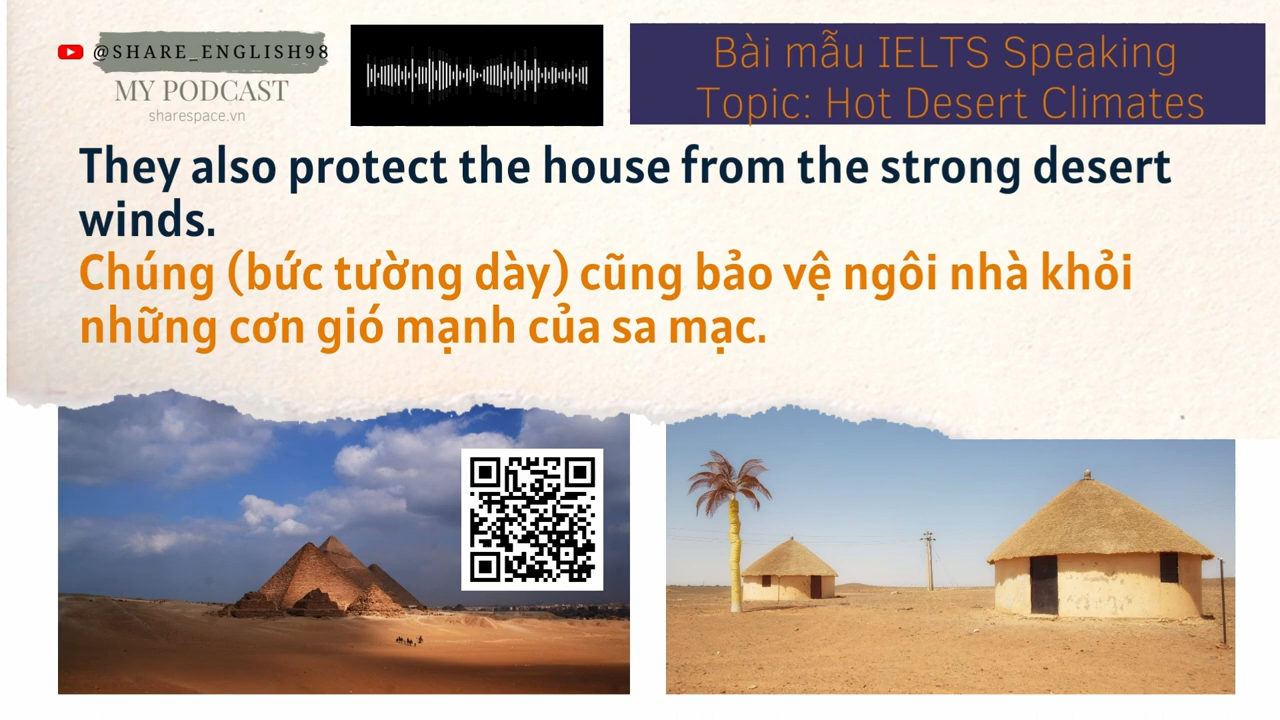 @SHARE_ENGLISH98
MY PODCAST
sharespace.vn
Bài mẫu IELTS Speaking
Topic: Hot Desert Climates
They also protect the house from the strong desert
winds.
Chúng (bức tường dày) cũng bảo vệ ngôi nhà khỏi
những cơn gió mạnh của sa mạc.